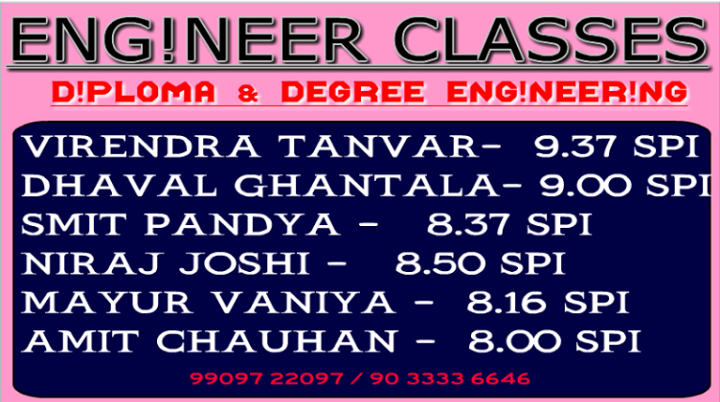 ENG!NEER CLASSES
D!PLOMA & DEGREE ENG!NEER!NG
VIRENDRA TANVAR- 9.37 SPI
DHAVAL GHANTALA- 9.00 SPI
SMIT PANDYA - 8.37 SPI
NIRAJ JOSHI - 8.50 SPI
MAYUR VANIYA - 8.16 SPI
AMIT CHAUHAN - 8.00 SPI
99097 22097 / 90 3333 6646